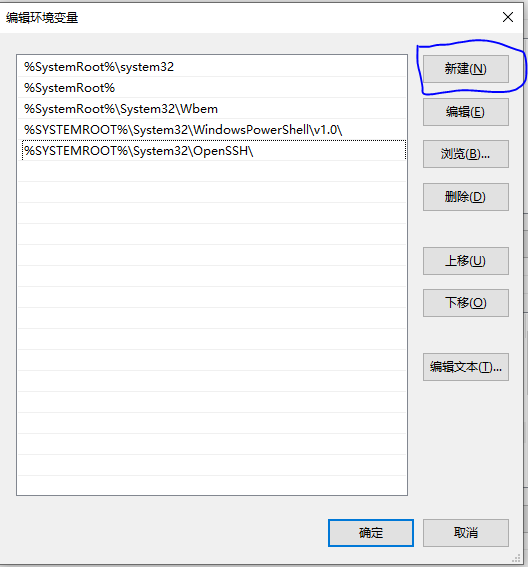 编辑环境变量
%SystemRoot%\system32
%SystemRoot%
%SystemRoot%\System32\Wbem
%SYSTEMROOT%\System32\WindowsPowerShell\v1.0\
%SYSTEMROOT%\System32\OpenSSH\
新建(N)
编辑(E)
浏览(B)...
删除(D)
上移(U)
下移(O)
编辑文本(T)...
确定
取消